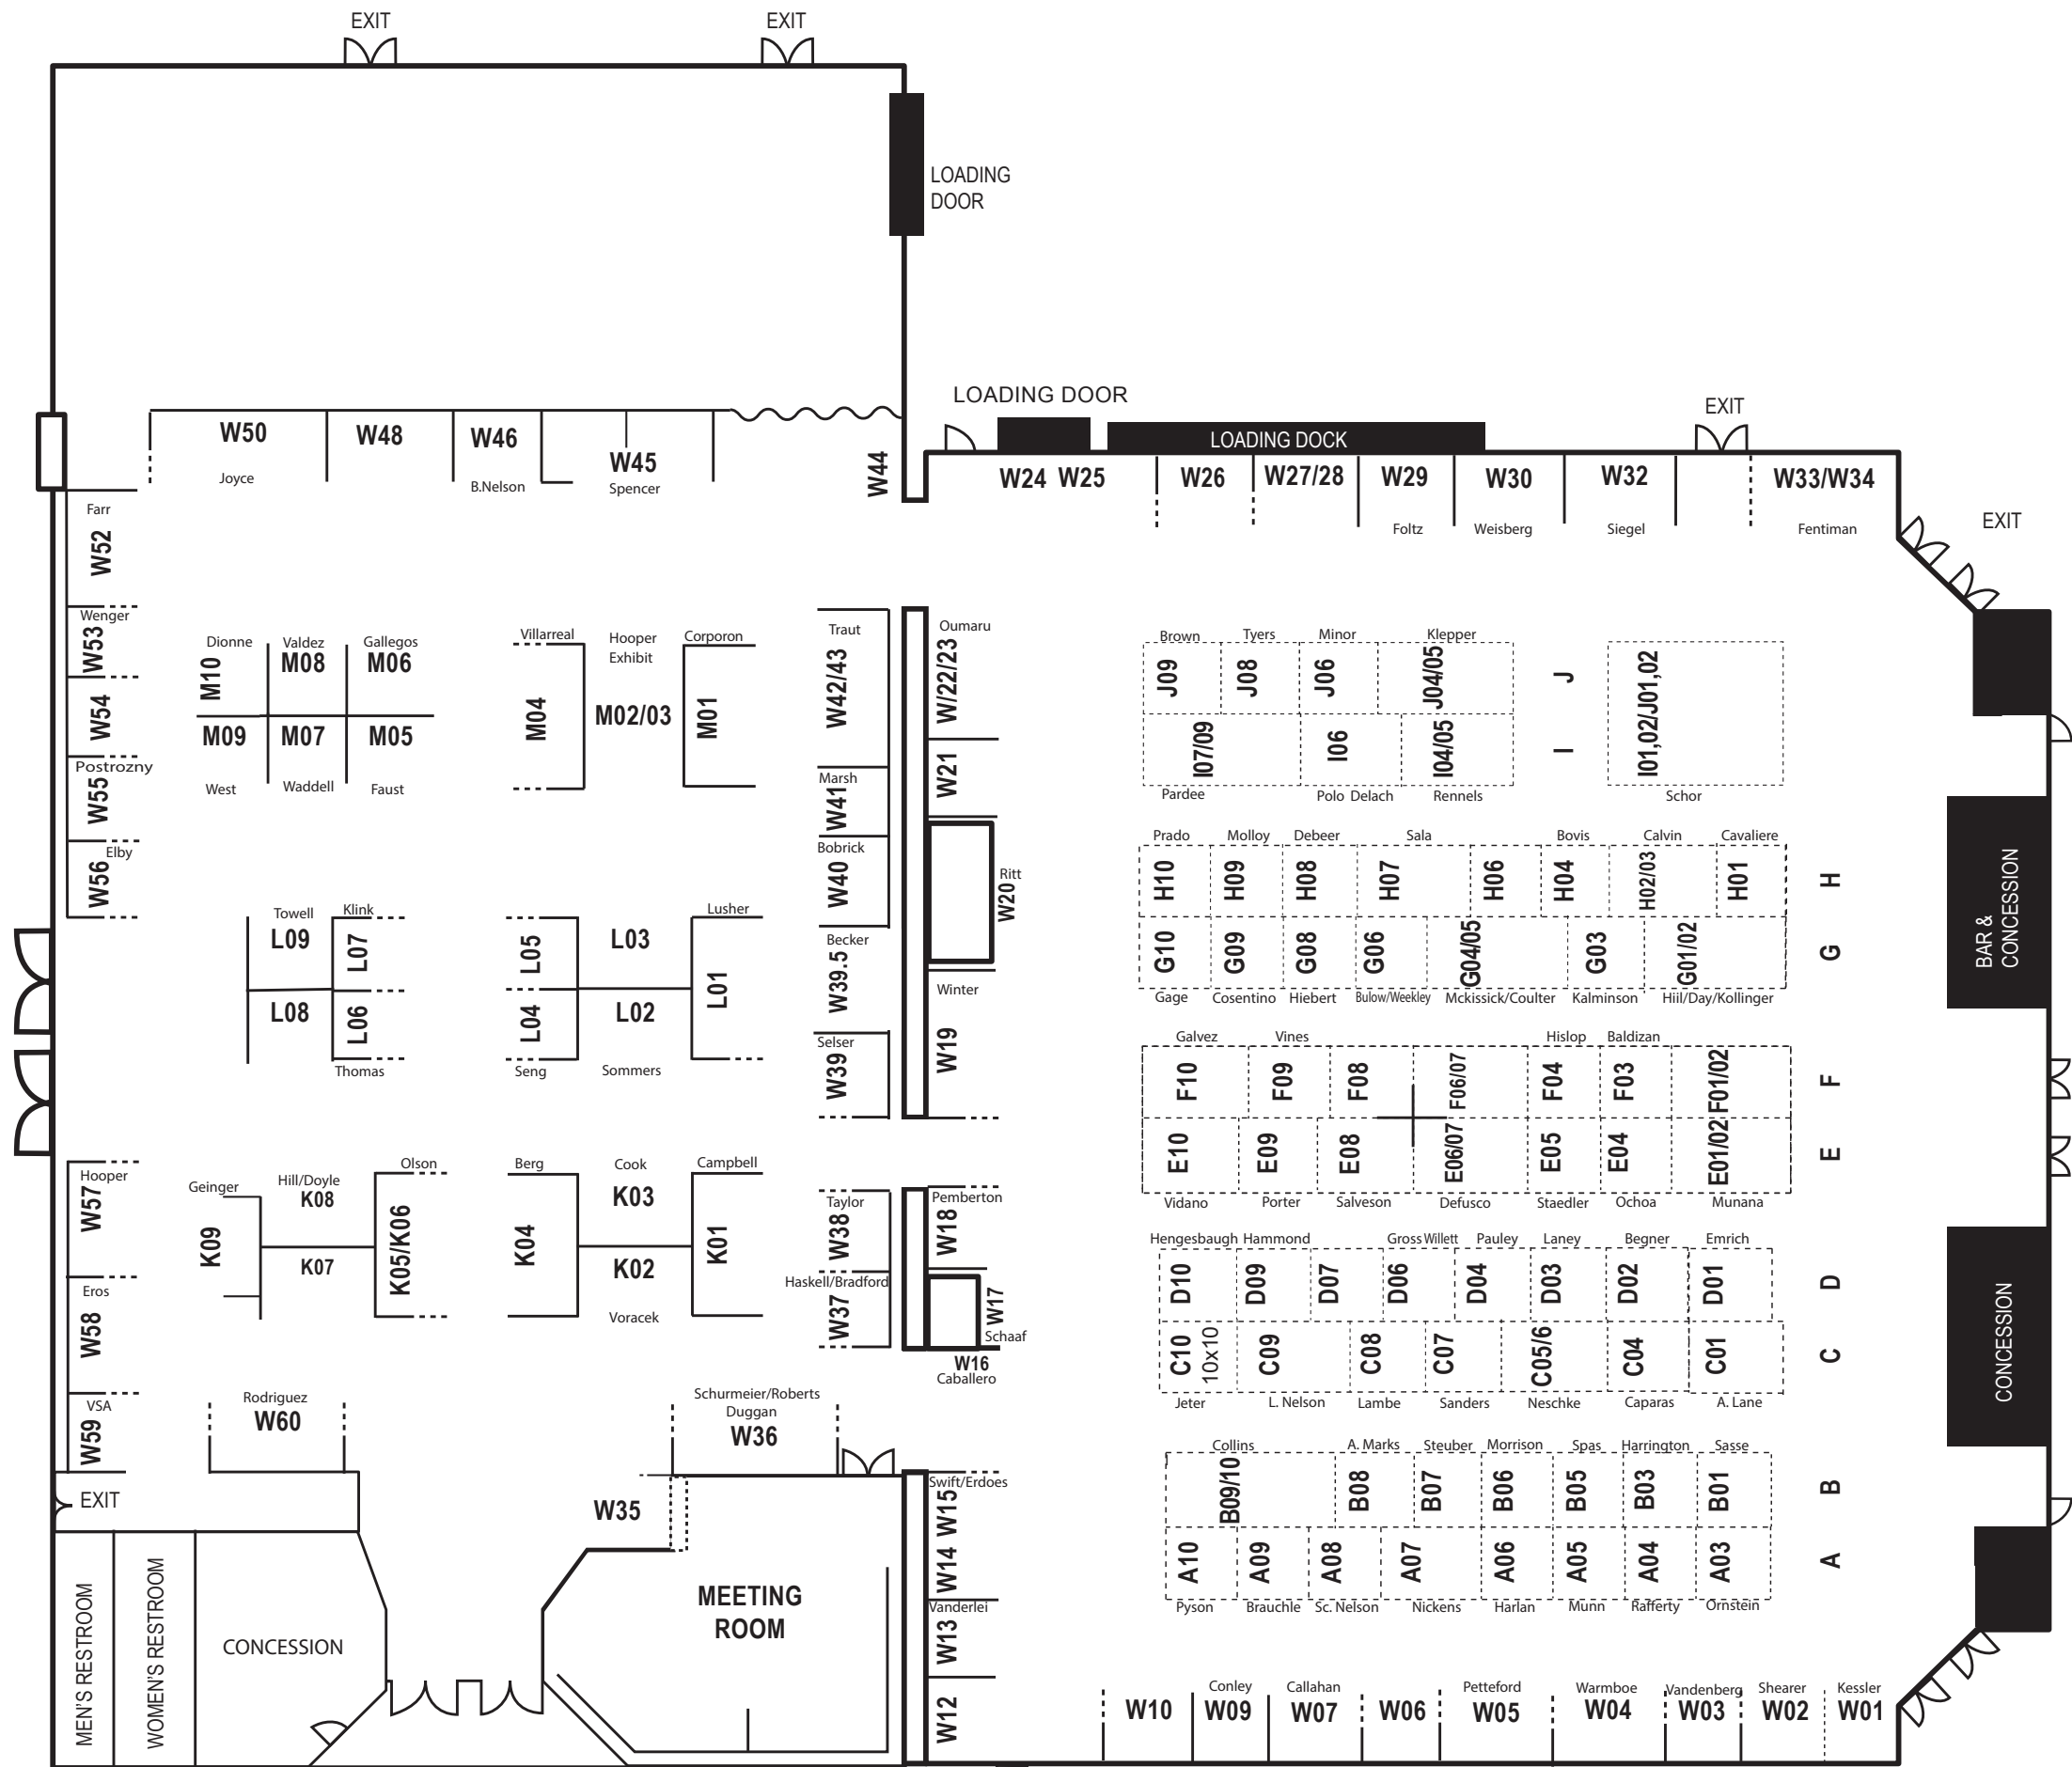 EXIT
EXIT
LOADING
DOOR
W50
Joyce
W48
W46
B.Nelson
W45
Spencer
W44
LOADING DOOR
LOADING DOCK
EXIT
EXIT
W24
W25
W26
W27/28
W29
Foltz
W30
Weisberg
W32
Siegel
W33/W34
Fentiman
Farr
W52
Wenger
W53
W54
Postrozny
W55
Elby
W56
Dionne
M10
Valdez
M08
Gallegos
M06
M09
West
M07
Waddell
M05
Faust
Villarreal
M04
Hooper
Exhibit
M02/03
Corporon
M01
Traut
W42/43
Marsh
W41
Bobrick
W40
Becker
W39.5
Selser
W39
Oumaru
W/22/23
W21
Ritt
W20
Winter
W19
Brown
J09
Tyers
J08
Minor
J06
Klepper
J04/05
J
I07/09
Pardee
I06
Polo Delach
I04/05
Rennels
I
I01,02/J01,02
Schor
Prado
H10
Molloy
H09
Debeer
H08
Sala
H07
H06
Bovis
H04
Calvin
H02/03
Cavaliere
H01
H
G10
Gage
G09
Cosentino
G08
Hiebert
G06
Bulow/Weekley
G04/05
Mckissick/Coulter
G03
Kalminson
G01/02
Hiil/Day/Kollinger
G
BAR &
CONCESSION
Towell
L09
Klink
L07
L08
L06
Thomas
L05
L03
Lusher
L01
L04
Seng
L02
Sommers
Galvez
F10
Vines
F09
F08
F06/07
Hislop
F04
Baldizan
F03
F01/02
F
E10
Vidano
E09
Porter
E08
Salveson
E06/07
Defusco
E05
Staedler
E04
Ochoa
E01/02
Munana
E
Hooper
W57
Eros
W58
VSA
W59
Geinger
K09
Hill/Doyle
K08
K07
Olson
K05/K06
Berg
K04
Cook
K03
K02
Voracek
Campbell
K01
Taylor
W38
Haskell/Bradford
W37
Pemberton
W18
W17
Schaaf
W16
Caballero
Hengesbaugh
D10
Hammond
D09
D07
Gross Willett
D06
Pauley
D04
Laney
D03
Begner
D02
Emrich
D01
D
C10
10x10
Jeter
C09
L. Nelson
C08
Lambe
C07
Sanders
C05/6
Neschke
C04
Caparas
C01
A. Lane
C
CONCESSION
Rodriguez
W60
Schurmeier/Roberts
Duggan
W36
W35
EXIT
MEN'S RESTROOM
WOMEN'S RESTROOM
CONCESSION
MEETING
ROOM
Swift/Erdoes
W15
W14
Vanderlei
W13
W12
Collins
B09/10
A. Marks
B08
Steuber
B07
Morrison
B06
Spas
B05
Harrington
B03
Sasse
B01
B
A10
Pyson
A09
Brauchle
A08
Sc. Nelson
A07
Nickens
A06
Harlan
A05
Munn
A04
Rafferty
A03
Ornstein
A
W10
Conley
W09
Callahan
W07
W06
Petteford
W05
Warmboe
W04
Vandenberg
W03
Shearer
W02
Kessler
W01